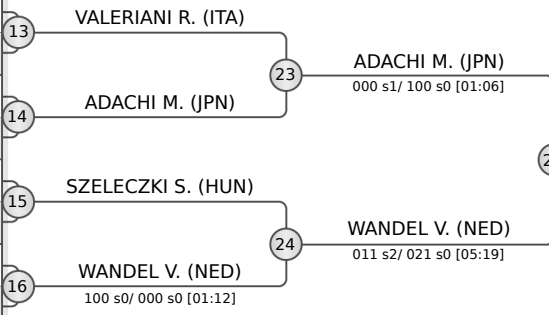 VALERIANI R. (ITA)
13
23
ADACHI M. (JPN)
000 s1/ 100 s0 [01:06]
ADACHI M. (JPN)
14
SZELECZKI S. (HUN)
15
24
WANDEL V. (NED)
011 s2/ 021 s0 [05:19]
WANDEL V. (NED)
16
100 s0/ 000 s0 [01:12]